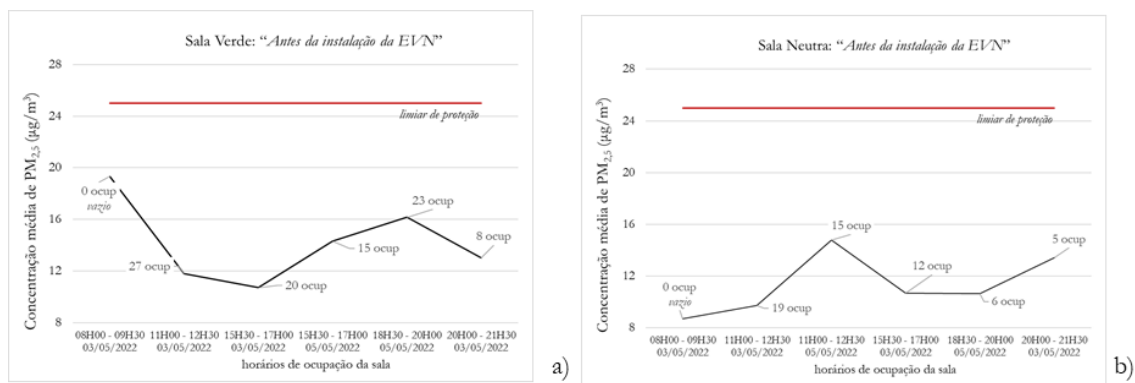 Sala Verde: “Antes da instalação da EVN”
Concentração média de PM2,5 (µg/m³)
28
24
20
16
12
8
limiar de proteção
0 ocup
vazio
27 ocup
20 ocup
15 ocup
23 ocup
8 ocup
08H00 - 09H30 11H00 - 12H30 15H30 - 17H00 15H30 - 17H00 18H30 - 20H00 20H00 - 21H30
03/05/2022 03/05/2022 03/05/2022 05/05/2022 05/05/2022 03/05/2022
horários de ocupação da sala
a)
Sala Neutra: “Antes da instalação da EVN”
Concentração média de PM2,5 (µg/m³)
28
24
20
16
12
8
limiar de proteção
0 ocup
vazio
19 ocup
15 ocup
12 ocup
6 ocup
5 ocup
08H00 - 09H30 11H00 - 12H30 11H00 - 12H30 15H30 - 17H00 18H30 - 20H00 20H00 - 21H30
03/05/2022 03/05/2022 05/05/2022 03/05/2022 05/05/2022 03/05/2022
horários de ocupação da sala
b)